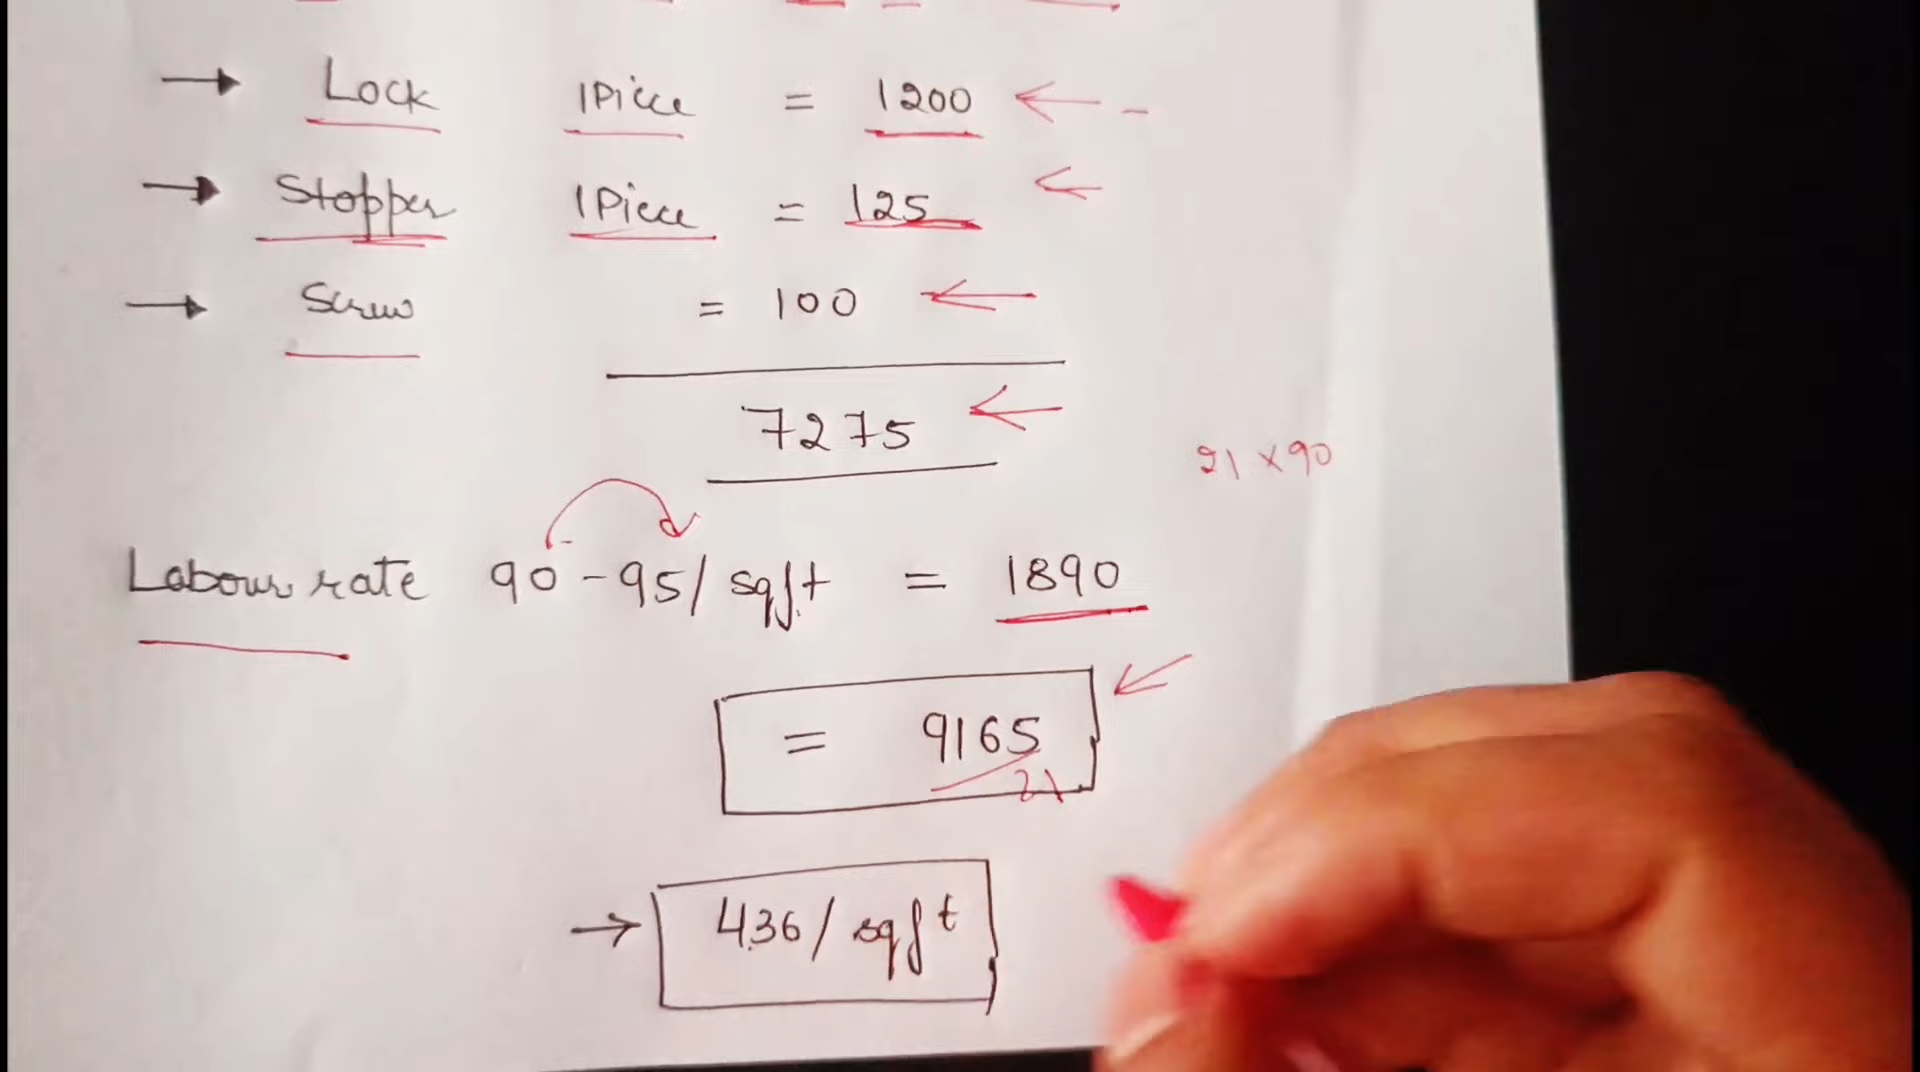 → Lock 1Piece = 1200 ←
→ Stopper 1Piece = 125 ←
→ Screw = 100 ←
7275 ←
21 x 90
Labour rate 90-95/sqft = 1890
= 9165
21
→ 436/sqft